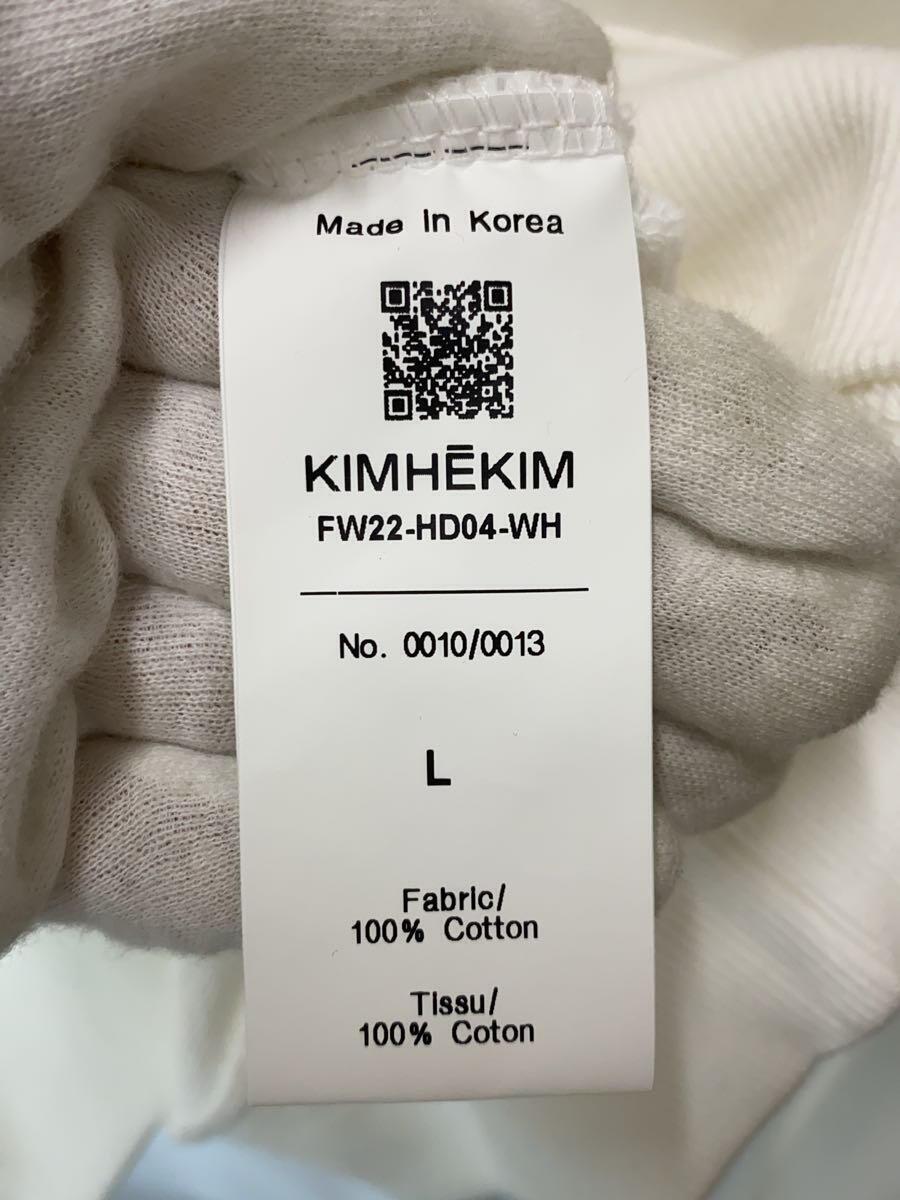 Made In Korea
KIMHĒKIM
FW22-HD04-WH
No. 0010/0013
L
Fabric/
100% Cotton
Tissu/
100% Coton